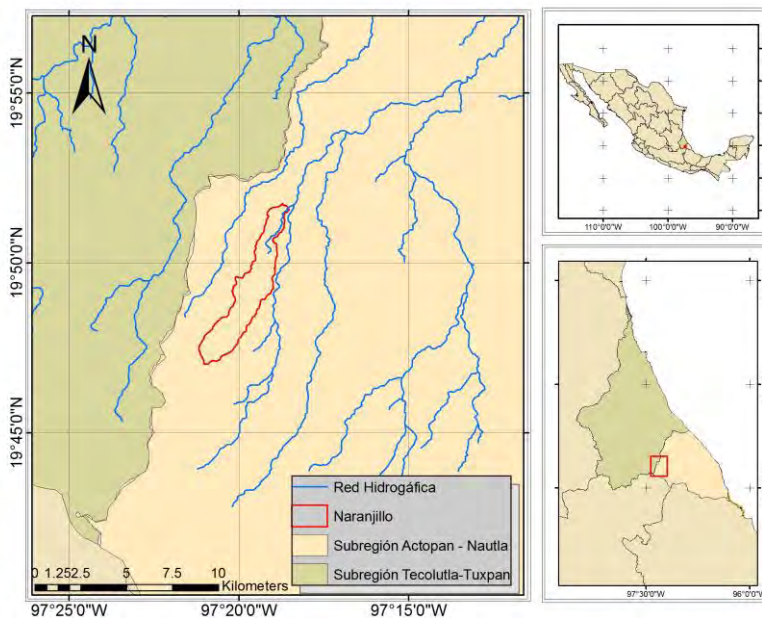 N
19°55'0"N
19°50'0"N
19°45'0"N
Red Hidrogáfica
Naranjillo
Subregión Actopan - Nautla
Subregión Tecolutla-Tuxpan
0 1.252.5 5 7.5 10
Kilometers
97°25'0"W 97°20'0"W 97°15'0"W
110°0'0"W 100°0'0"W 90°0'0"W
97°30'0"W 96°0'0"W